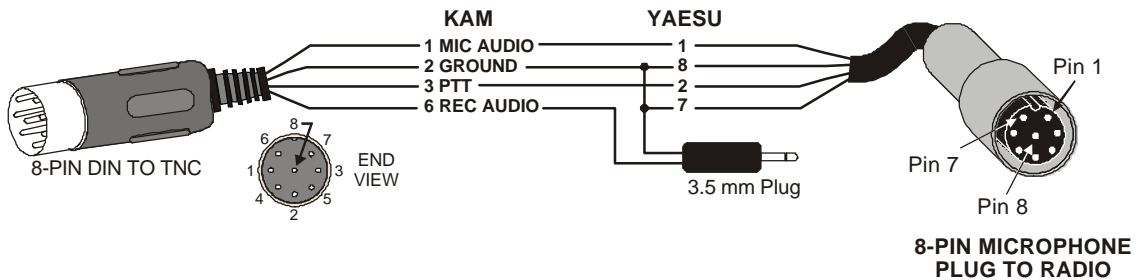 KAM YAESU
1 MIC AUDIO 1
2 GROUND 8
3 PTT 2
6 REC AUDIO 7
8-PIN DIN TO TNC
8
6 7
1 3
4 5
2
END
VIEW
3.5 mm Plug
Pin 1
Pin 7
Pin 8
8-PIN MICROPHONE
PLUG TO RADIO